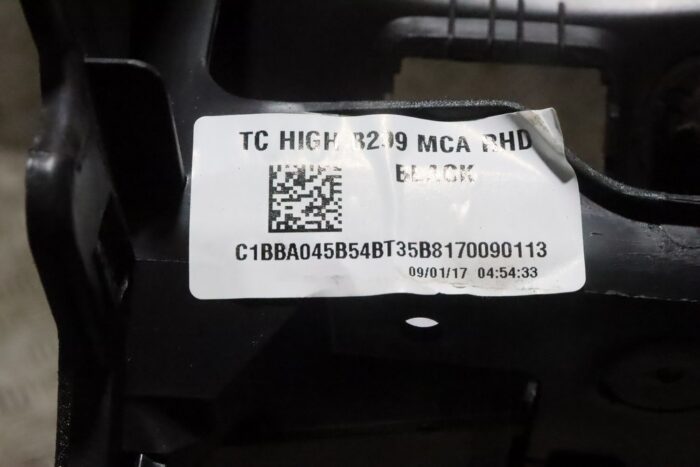 TC HIGH B299 MCA RHD
BLACK
C1BBA045B54BT35B8170090113
09/01/17 04:54:33